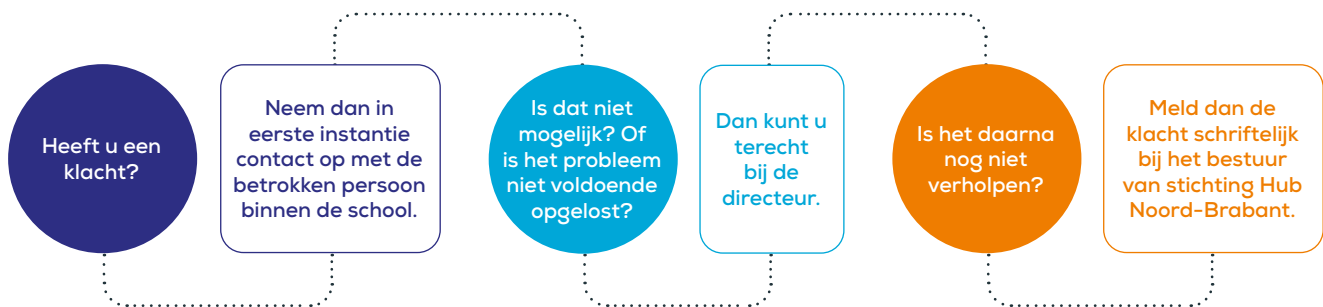 Heeft u een
klacht?
Neem dan in
eerste instantie
contact op met de
betrokken persoon
binnen de school.
Is dat niet
mogelijk? Of
is het probleem
niet voldoende
opgelost?
Dan kunt u
terecht
bij de
directeur.
Is het daarna
nog niet
verholpen?
Meld dan de
klacht schriftelijk
bij het bestuur
van stichting Hub
Noord-Brabant.